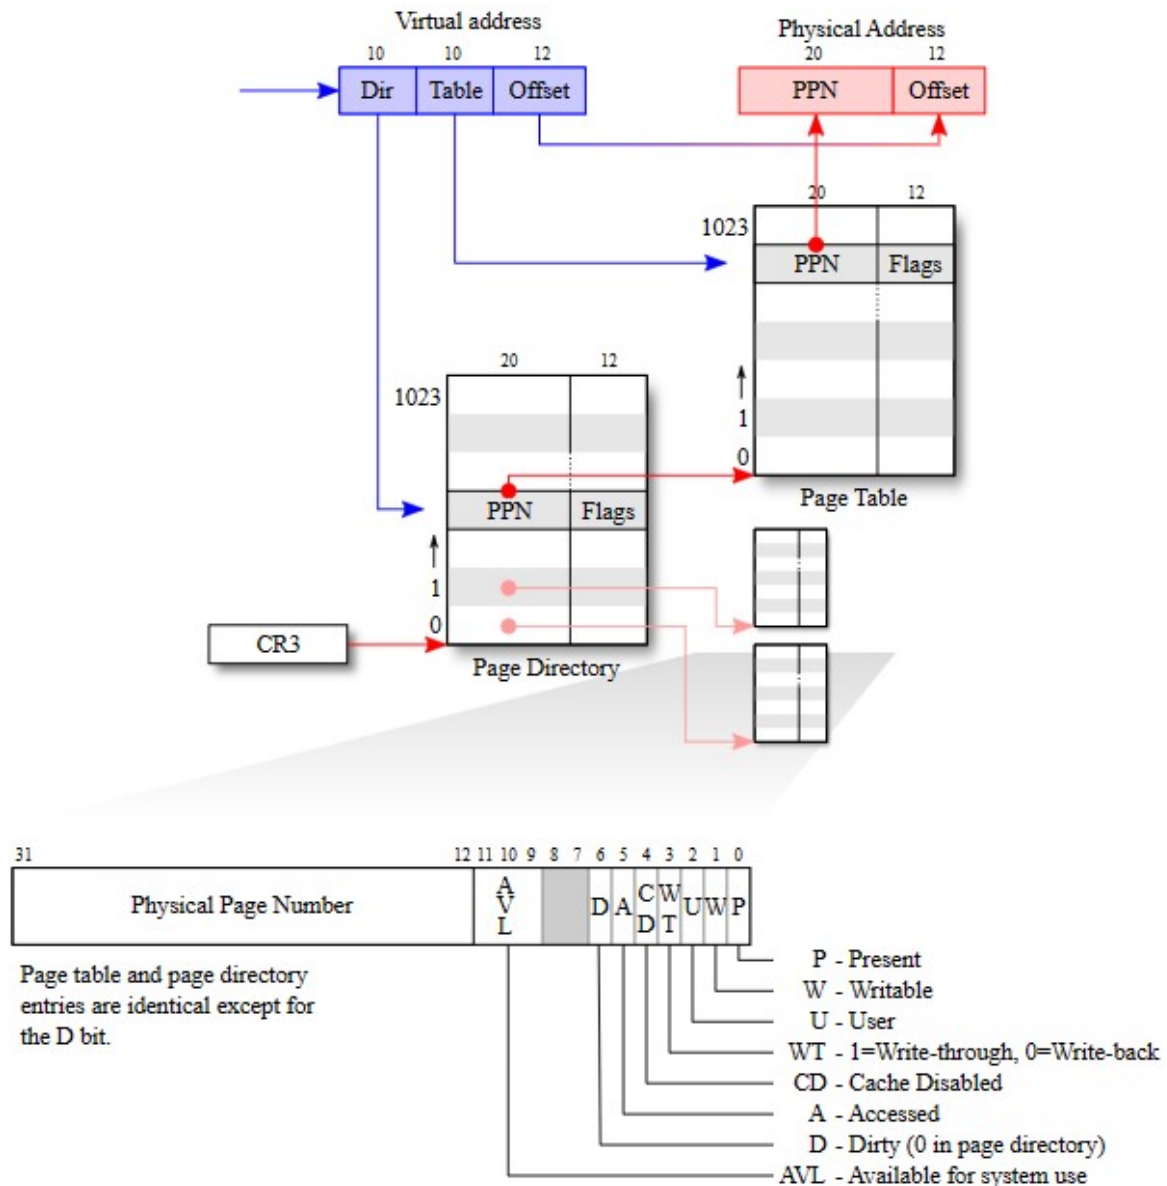 Virtual address
Physical Address
10 10 12
20 12
Dir Table Offset
PPN Offset
20 12
1023
PPN Flags
1
0
Page Table
20 12
1023
PPN Flags
1
0
CR3
Page Directory
31 12 11 10 9 8 7 6 5 4 3 2 1 0
Physical Page Number AVL D A CD WT U W P
Page table and page directory
entries are identical except for
the D bit.
P - Present
W - Writable
U - User
WT - 1=Write-through, 0=Write-back
CD - Cache Disabled
A - Accessed
D - Dirty (0 in page directory)
AVL - Available for system use